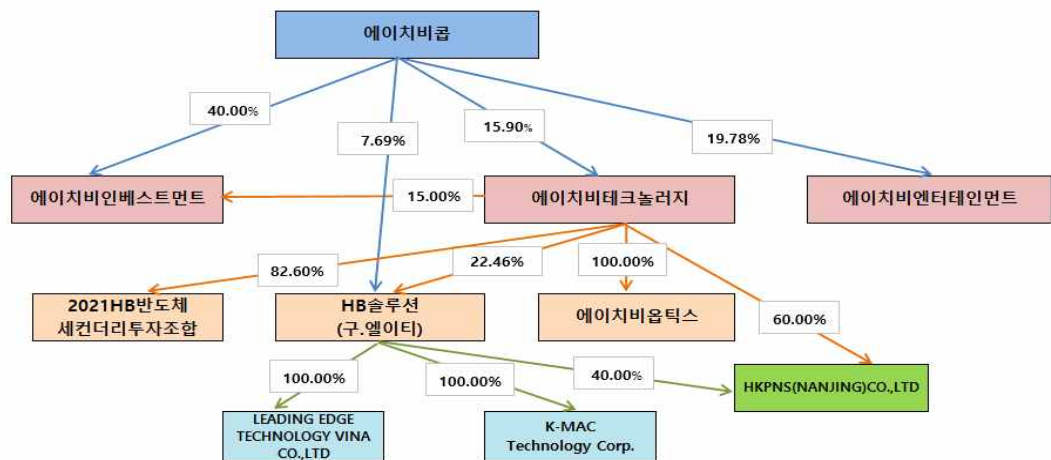 에이치비콥
40.00%
7.69%
15.90%
19.78%
에이치비인베스트먼트
15.00%
에이치비테크놀러지
에이치비엔터테인먼트
82.60%
22.46%
100.00%
2021HB반도체
세컨더리투자조합
HB솔루션
(구.엘이티)
에이치비옵틱스
60.00%
100.00%
100.00%
40.00%
HKPNS(NANJING)CO.,LTD
LEADING EDGE
TECHNOLOGY VINA
CO.,LTD
K-MAC
Technology Corp.